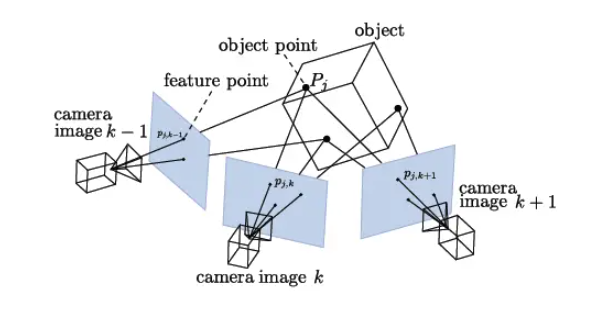 object
object point
P_j
feature point
camera
image k − 1
p_{j,k−1}
p_{j,k}
p_{j,k+1}
camera
image k + 1
camera image k